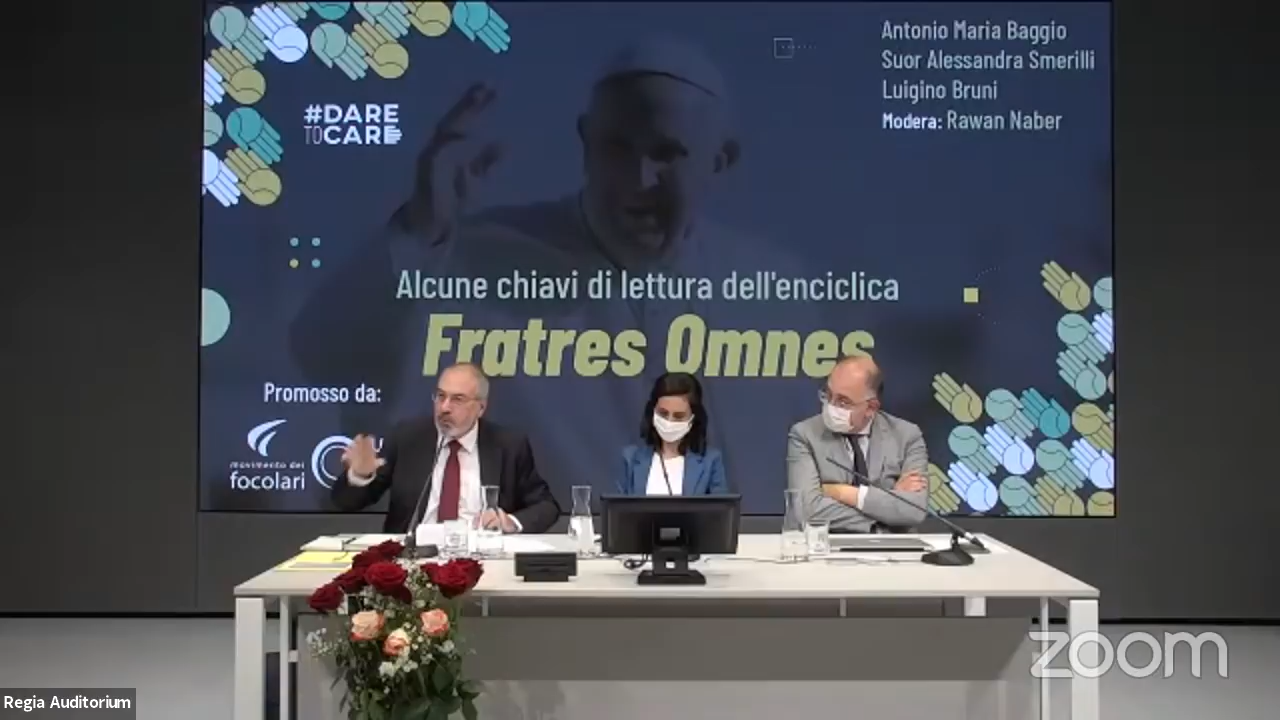 Antonio Maria Baggio
Suor Alessandra Smerilli
Luigino Bruni
Modera: Rawan Naber
#DARE
TO CARE
Alcune chiavi di lettura dell'enciclica
Fratres Omnes
Promosso da:
movimento dei
focolari
zoom
Regia Auditorium